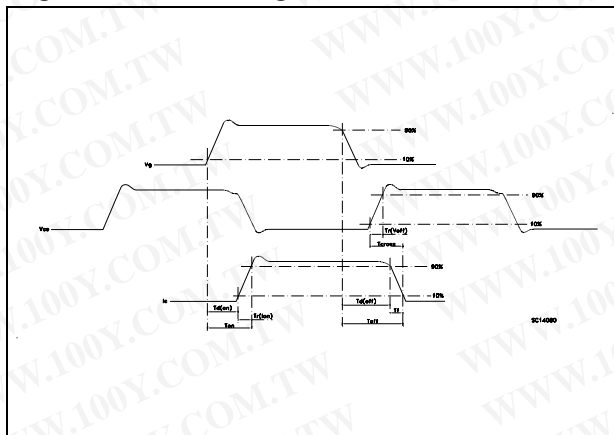 90%
Vg
10%
90%
Vce
10%
Tr(Voff)
Tcross
90%
Ic
10%
Td(on)
Td(off)
Tf
Tr(Ion)
Ton
Toff
SC14080
WWW.100Y.COM.TW